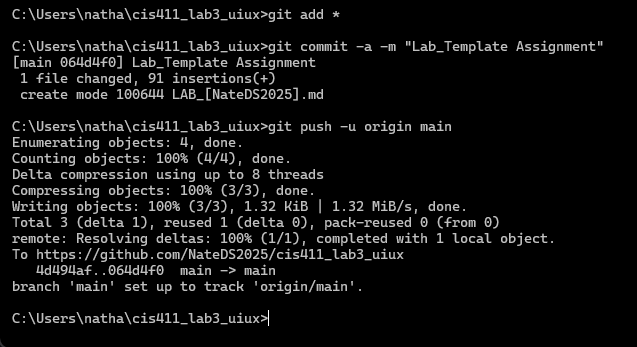 C:\Users\natha\cis411_lab3_uiux>git add *
C:\Users\natha\cis411_lab3_uiux>git commit -a -m "Lab_Template Assignment"
[main 064d4f0] Lab_Template Assignment
 1 file changed, 91 insertions(+)
 create mode 100644 LAB_[NateDS2025].md
C:\Users\natha\cis411_lab3_uiux>git push -u origin main
Enumerating objects: 4, done.
Counting objects: 100% (4/4), done.
Delta compression using up to 8 threads
Compressing objects: 100% (3/3), done.
Writing objects: 100% (3/3), 1.32 KiB | 1.32 MiB/s, done.
Total 3 (delta 1), reused 1 (delta 0), pack-reused 0 (from 0)
remote: Resolving deltas: 100% (1/1), completed with 1 local object.
To https://github.com/NateDS2025/cis411_lab3_uiux
   4d494af..064d4f0  main -> main
branch 'main' set up to track 'origin/main'.
C:\Users\natha\cis411_lab3_uiux>